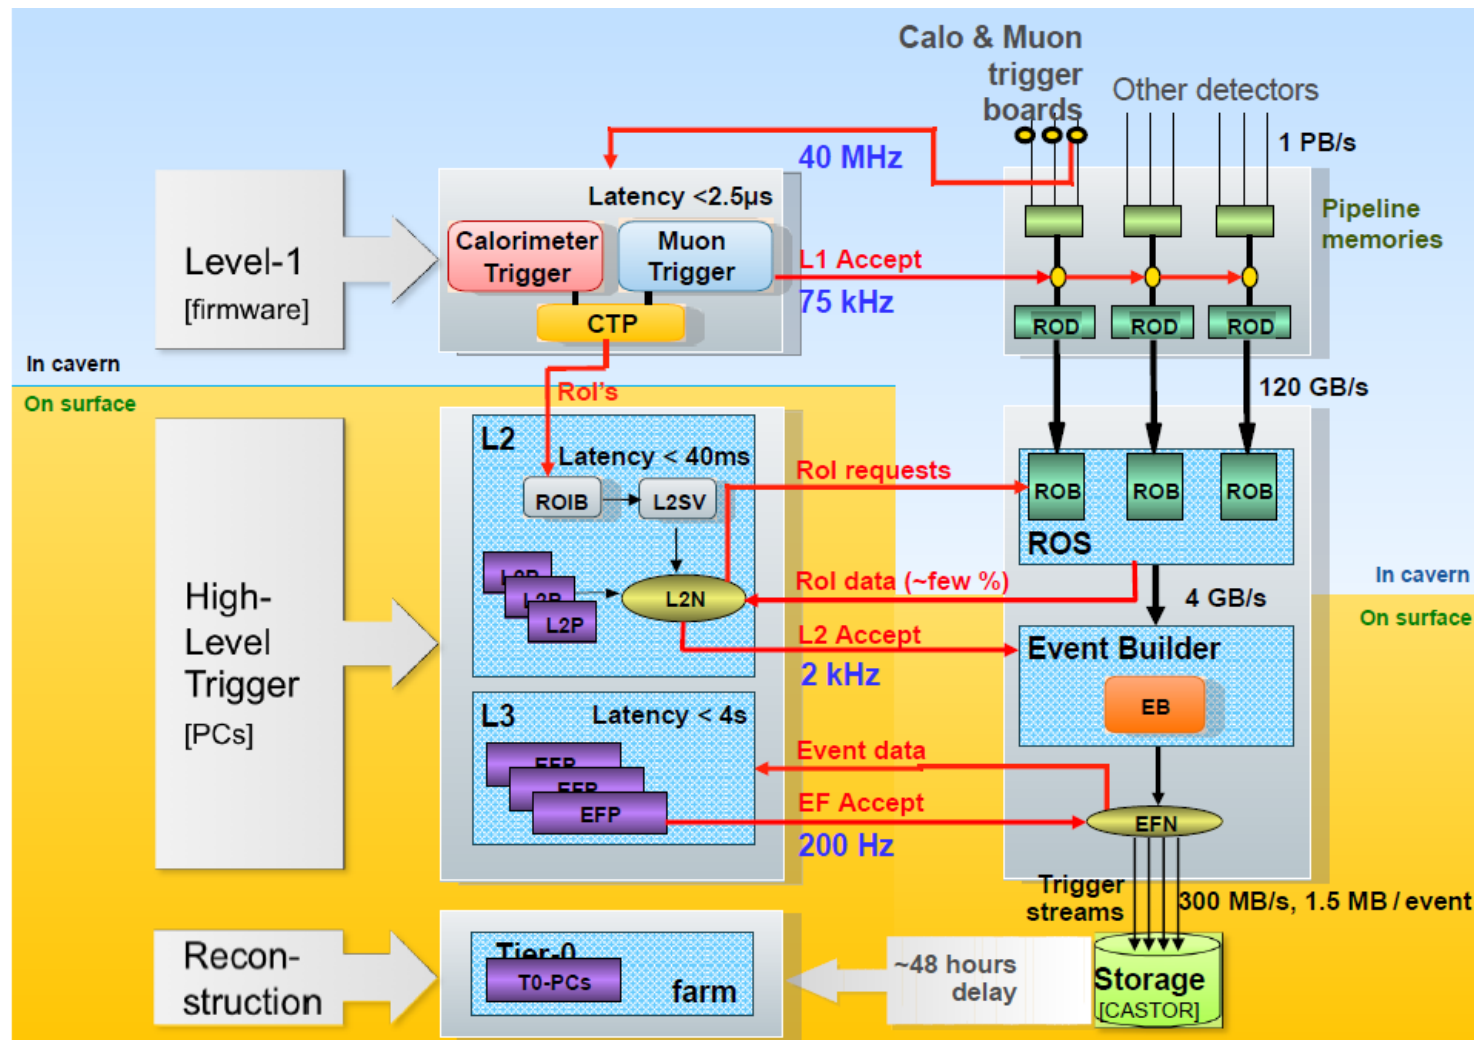 Calo & Muon
trigger
boards
Other detectors
1 PB/s
40 MHz
Latency <2.5µs
Pipeline
memories
Level-1
[firmware]
Calorimeter
Trigger
Muon
Trigger
L1 Accept
75 kHz
CTP
ROD
ROD
ROD
In cavern
On surface
RoI's
120 GB/s
L2
Latency < 40ms
ROIB
L2SV
RoI requests
ROB
ROB
ROB
ROS
L2P
L2P
L2P
L2N
RoI data (~few %)
4 GB/s
In cavern
On surface
High-
Level
Trigger
[PCs]
L2 Accept
2 kHz
Event Builder
EB
L3
Latency < 4s
EFP
EFP
EFP
Event data
EF Accept
200 Hz
EFN
Trigger
streams
300 MB/s, 1.5 MB / event
Recon-
struction
Tier-0
T0-PCs
farm
~48 hours
delay
Storage
[CASTOR]